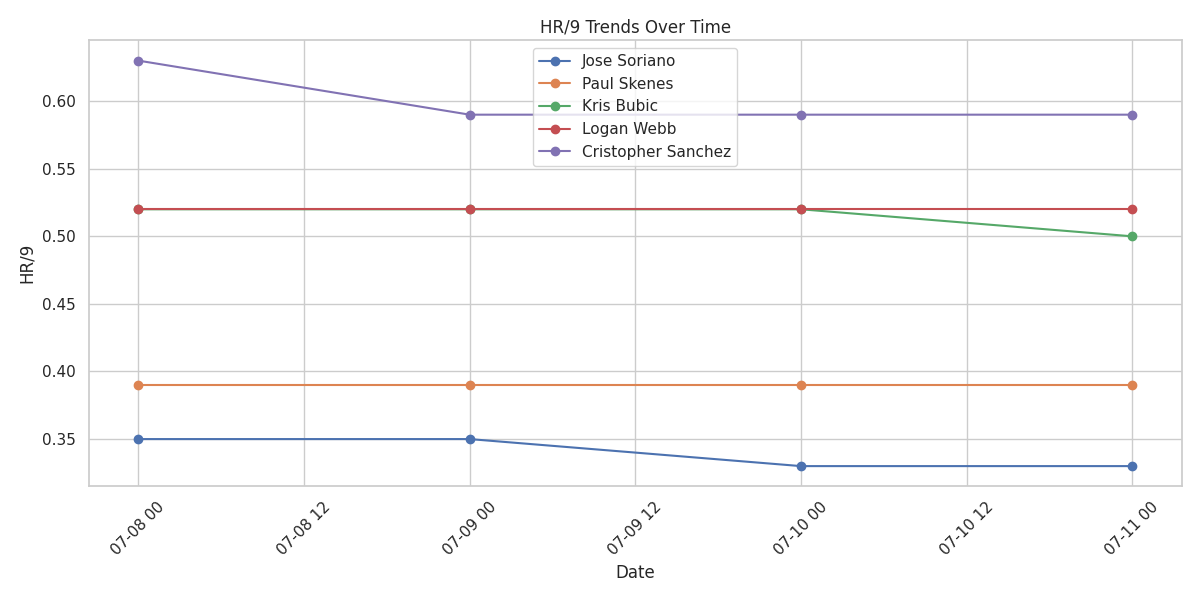 HR/9 Trends Over Time
Jose Soriano
Paul Skenes
Kris Bubic
Logan Webb
Cristopher Sanchez
HR/9
0.60
0.55
0.50
0.45
0.40
0.35
07-08 00
07-08 12
07-09 00
07-09 12
07-10 00
07-10 12
07-11 00
Date